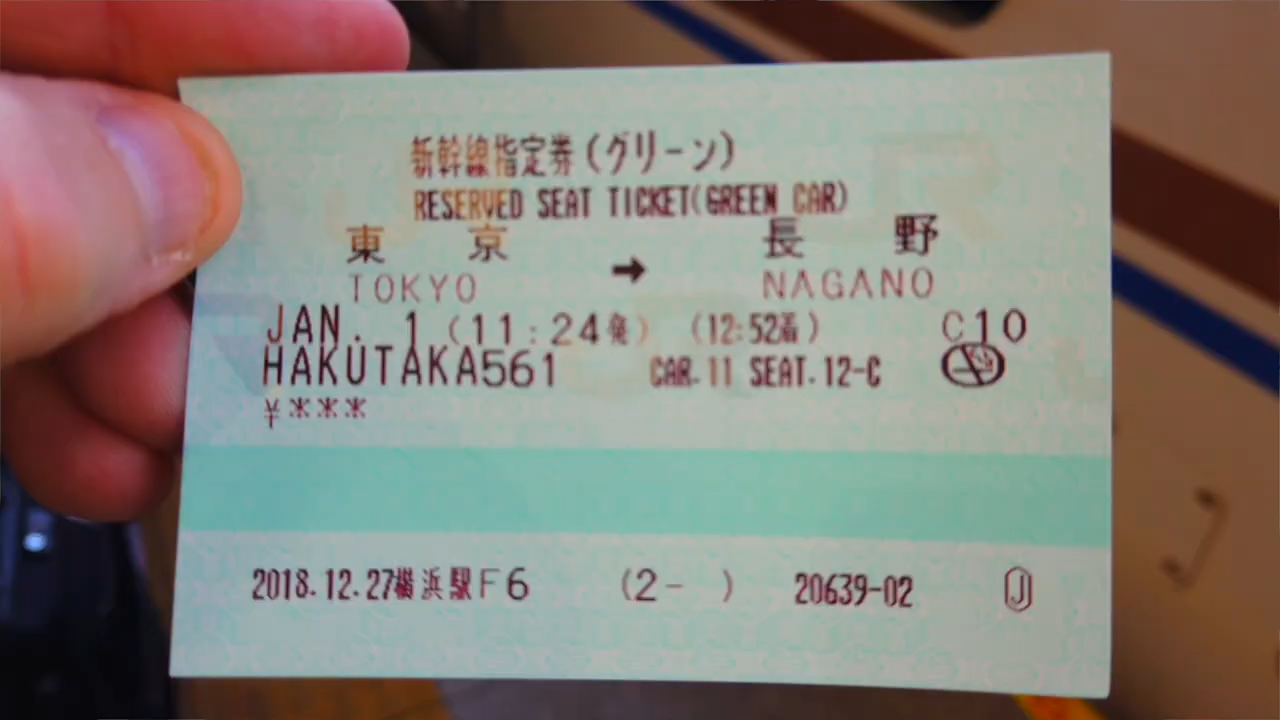 新幹線指定券(グリーン)
RESERVED SEAT TICKET(GREEN CAR)
東京 → 長野
TOKYO NAGANO
JAN. 1 (11:24発) (12:52着) C10
HAKUTAKA561 CAR.11 SEAT.12-C
¥***
2018.12.27横浜駅F6 (2- ) 20639-02 Ⓙ